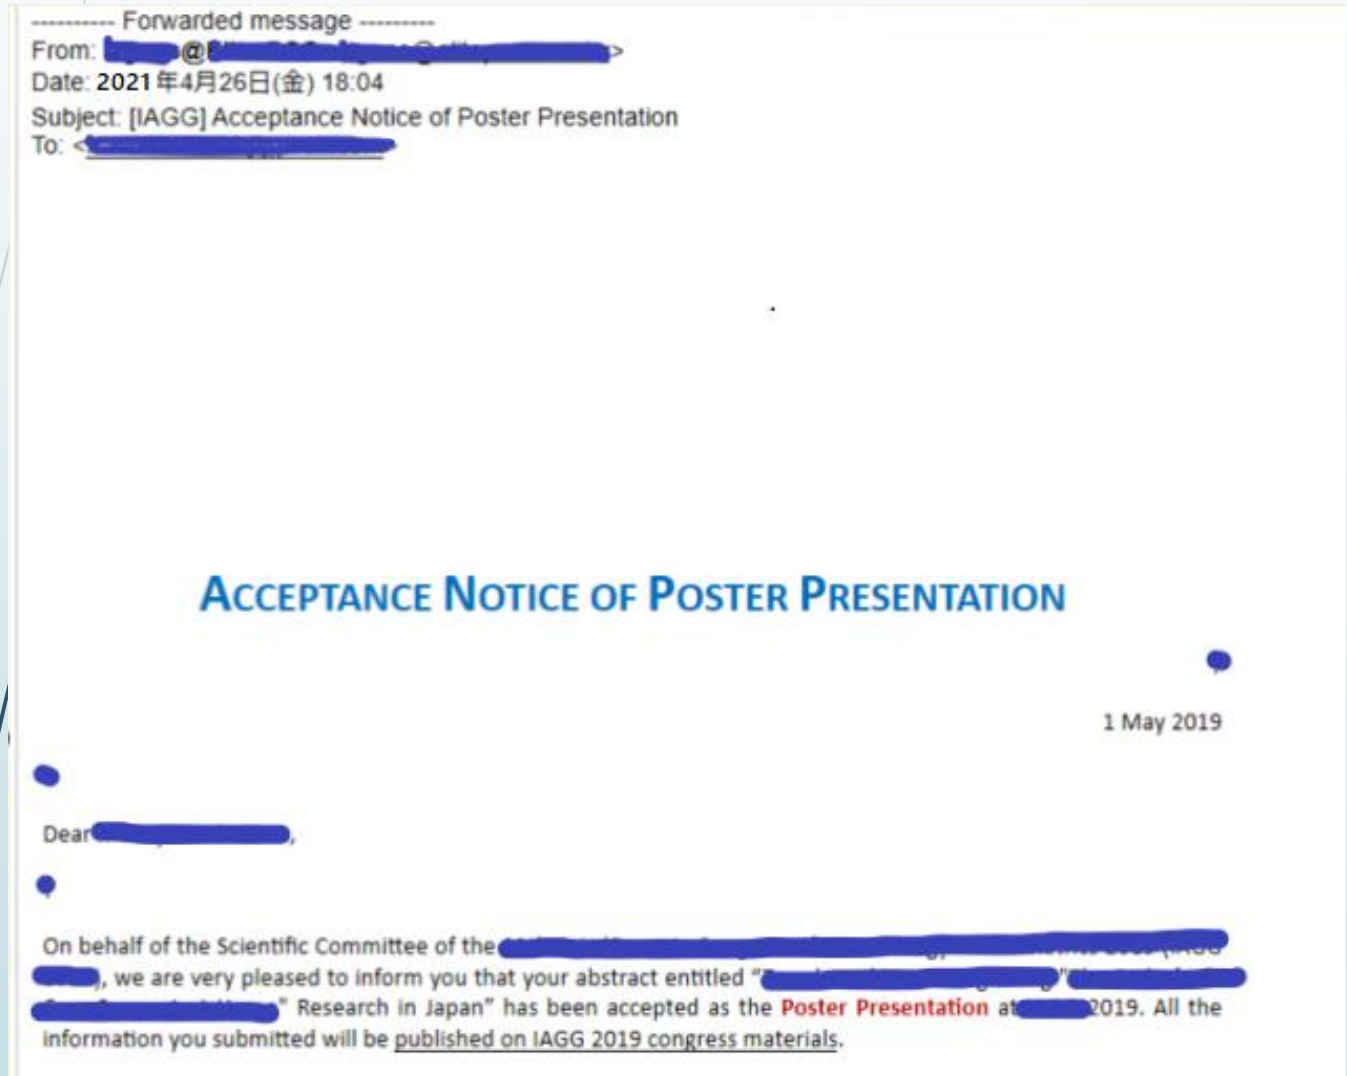 ---------- Forwarded message ---------
From: @ >
Date: 2021年4月26日(金) 18:04
Subject: [IAGG] Acceptance Notice of Poster Presentation
To: <
ACCEPTANCE NOTICE OF POSTER PRESENTATION
1 May 2019
Dear ,
On behalf of the Scientific Committee of the
, we are very pleased to inform you that your abstract entitled “ ”
" Research in Japan” has been accepted as the Poster Presentation at 2019. All the
information you submitted will be published on IAGG 2019 congress materials.